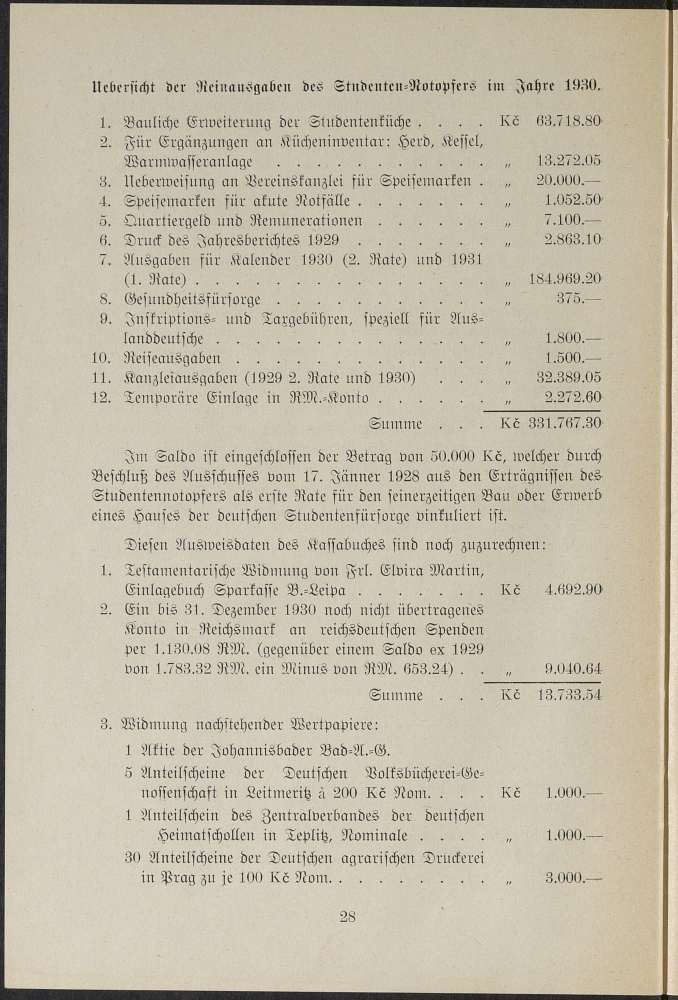 Uebersicht der Reinausgaben des Studenten-Notopfers im Jahre 1930.
1. Bauliche Erweiterung der Studentenküche . . . . Kč 63.718.80
2. Für Ergänzungen an Kücheninventar: Herd, Kessel,
Warmwasseranlage . . . . . . . . . . . „ 13.272.05
3. Ueberweisung an Vereinskanzlei für Speisemarken . „ 20.000.—
4. Speisemarken für akute Notfälle . . . . . . . „ 1.052.50
5. Quartiergeld und Remunerationen . . . . . . „ 7.100.—
6. Druck des Jahresberichtes 1929 . . . . . . . „ 2.863.10
7. Ausgaben für Kalender 1930 (2. Rate) und 1931
(1. Rate) . . . . . . . . . . . . . . . „ 184.969.20
8. Gesundheitsfürsorge . . . . . . . . . . . „ 375.—
9. Inskriptions- und Taxgebühren, speziell für Aus-
landdeutsche . . . . . . . . . . . . . . „ 1.800.—
10. Reiseausgaben . . . . . . . . . . . . . „ 1.500.—
11. Kanzleiausgaben (1929 2. Rate und 1930) . . . „ 32.389.05
12. Temporäre Einlage in RM.-Konto . . . . . . „ 2.272.60
Summe . . . Kč 331.767.30
Im Saldo ist eingeschlossen der Betrag von 50.000 Kč, welcher durch
Beschluß des Ausschusses vom 17. Jänner 1928 aus den Erträgnissen des
Studentennotopfers als erste Rate für den seinerzeitigen Bau oder Erwerb
eines Hauses der deutschen Studentenfürsorge vinkuliert ist.
Diesen Ausweisdaten des Kassabuches sind noch zuzurechnen:
1. Testamentarische Widmung von Frl. Elvira Martin,
Einlagebuch Sparkasse B.-Leipa . . . . . . . Kč 4.692.90
2. Ein bis 31. Dezember 1930 noch nicht übertragenes
Konto in Reichsmark an reichsdeutschen Spenden
per 1.130.08 RM. (gegenüber einem Saldo ex 1929
von 1.783.32 RM. ein Minus von RM. 653.24) . . „ 9.040.64
Summe . . . Kč 13.733.54
3. Widmung nachstehender Wertpapiere:
1 Aktie der Johannisbader Bad-A.-G.
5 Anteilscheine der Deutschen Volksbücherei-Ge-
nossenschaft in Leitmeritz à 200 Kč Nom. . . . Kč 1.000.—
1 Anteilschein des Zentralverbandes der deutschen
Heimatschollen in Teplitz, Nominale . . . . „ 1.000.—
30 Anteilscheine der Deutschen agrarischen Druckerei
in Prag zu je 100 Kč Nom. . . . . . . . . „ 3.000.—
28